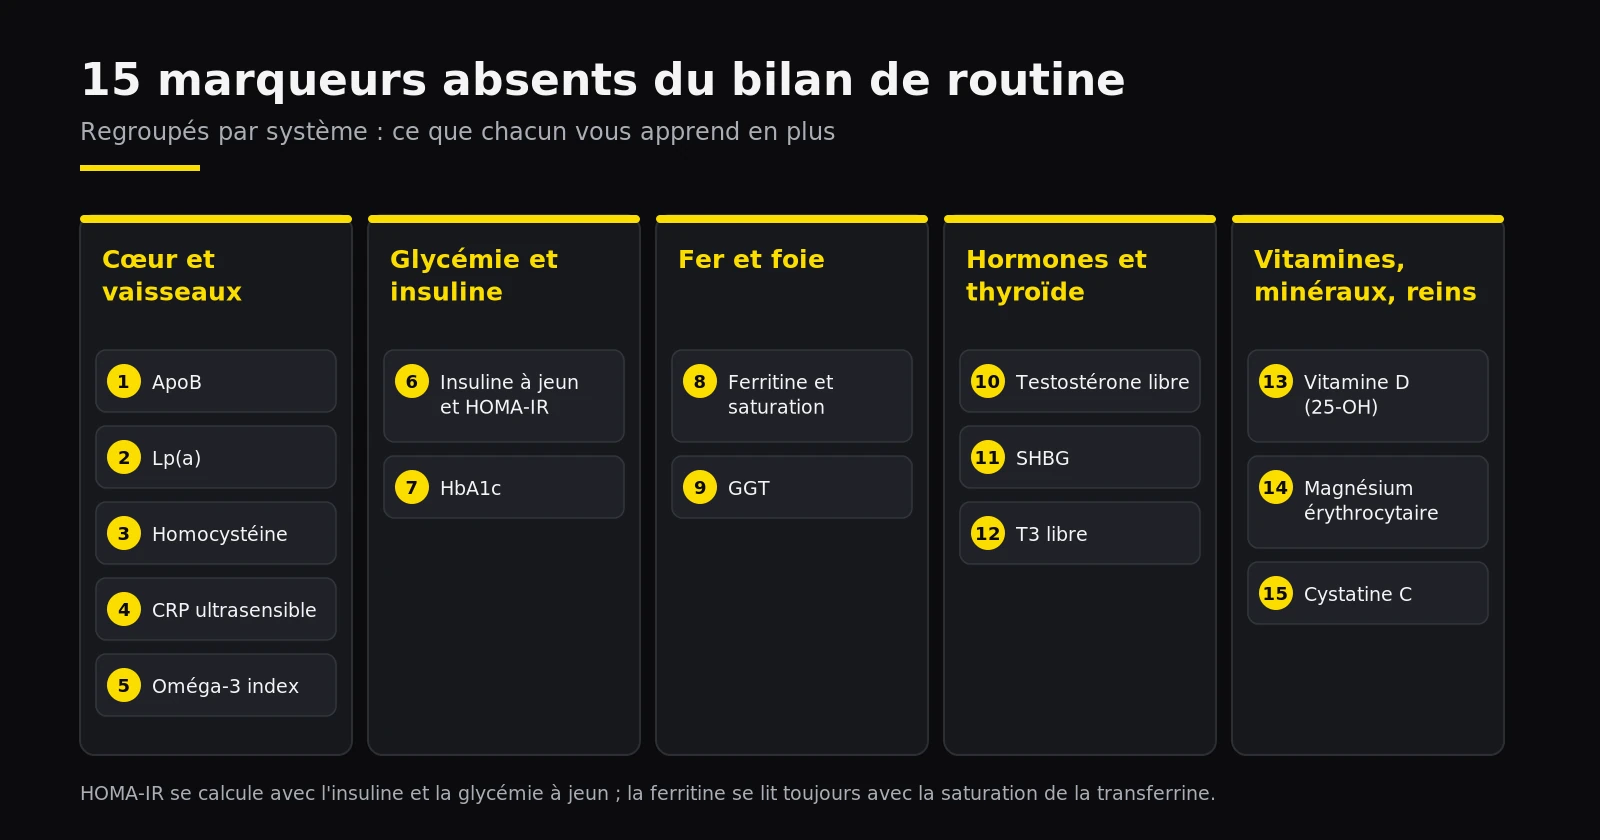 15 marqueurs absents du bilan de routine
Regroupés par système : ce que chacun vous apprend en plus
Cœur et
vaisseaux
1 ApoB
2 Lp(a)
3 Homocystéine
4 CRP ultrasensible
5 Oméga-3 index
Glycémie et
insuline
6 Insuline à jeun
et HOMA-IR
7 HbA1c
Fer et foie
8 Ferritine et
saturation
9 GGT
Hormones et
thyroïde
10 Testostérone libre
11 SHBG
12 T3 libre
Vitamines,
minéraux, reins
13 Vitamine D
(25-OH)
14 Magnésium
érythrocytaire
15 Cystatine C
HOMA-IR se calcule avec l'insuline et la glycémie à jeun ; la ferritine se lit toujours avec la saturation de la transferrine.